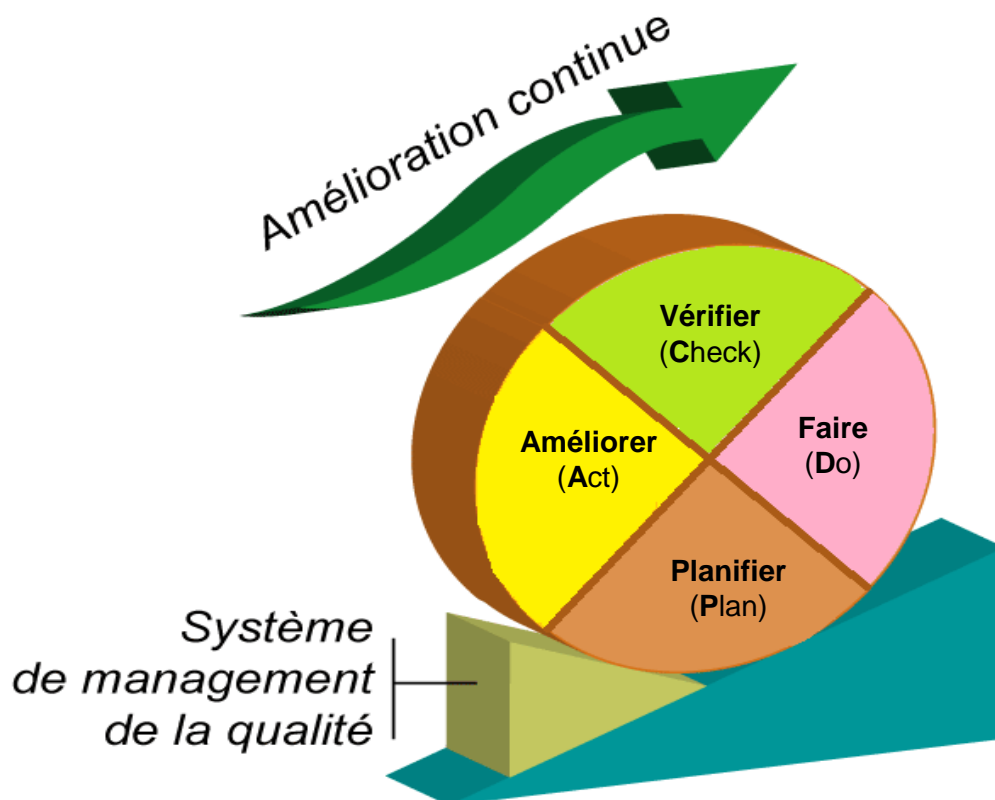 Amélioration continue
Vérifier
(Check)
Améliorer
(Act)
Faire
(Do)
Planifier
(Plan)
Système
de management
de la qualité